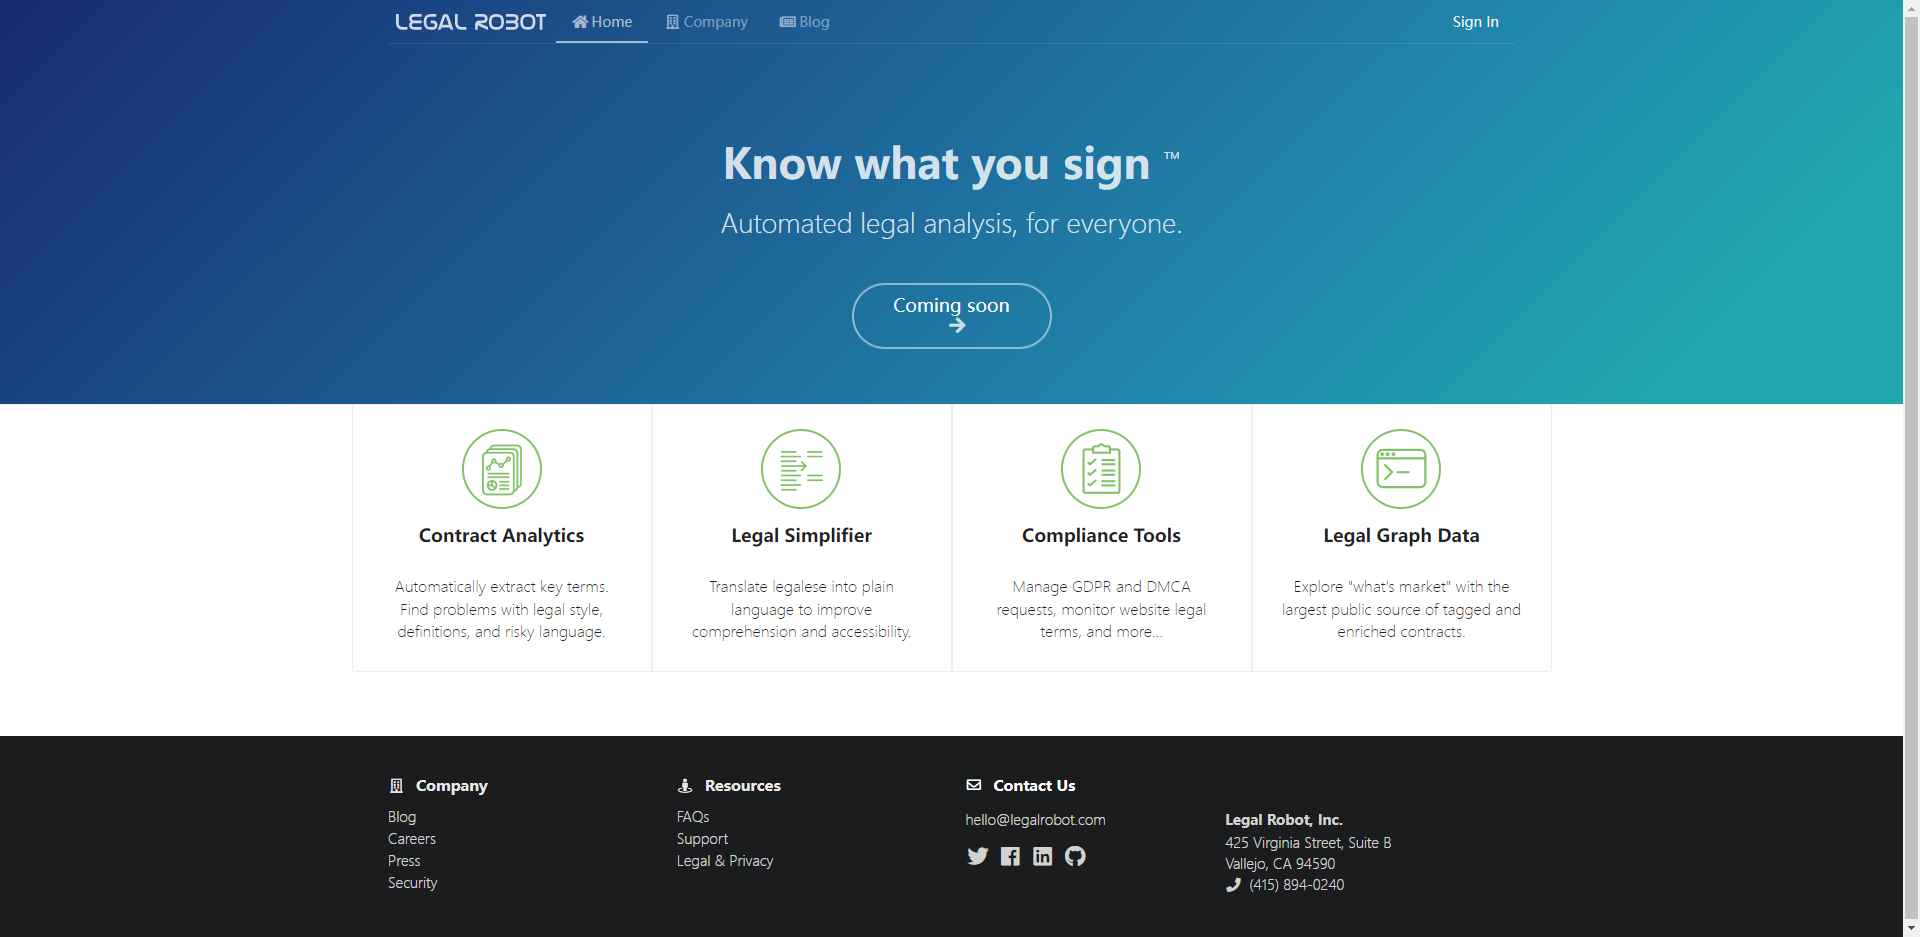 LEGAL ROBOT
Home
Company
Blog
Sign In
Know what you sign ™
Automated legal analysis, for everyone.
Coming soon
Contract Analytics
Automatically extract key terms.
Find problems with legal style,
definitions, and risky language.
Legal Simplifier
Translate legalese into plain
language to improve
comprehension and accessibility.
Compliance Tools
Manage GDPR and DMCA
requests, monitor website legal
terms, and more...
Legal Graph Data
Explore "what's market" with the
largest public source of tagged and
enriched contracts.
Company
Blog
Careers
Press
Security
Resources
FAQs
Support
Legal & Privacy
Contact Us
hello@legalrobot.com
Legal Robot, Inc.
425 Virginia Street, Suite B
Vallejo, CA 94590
(415) 894-0240